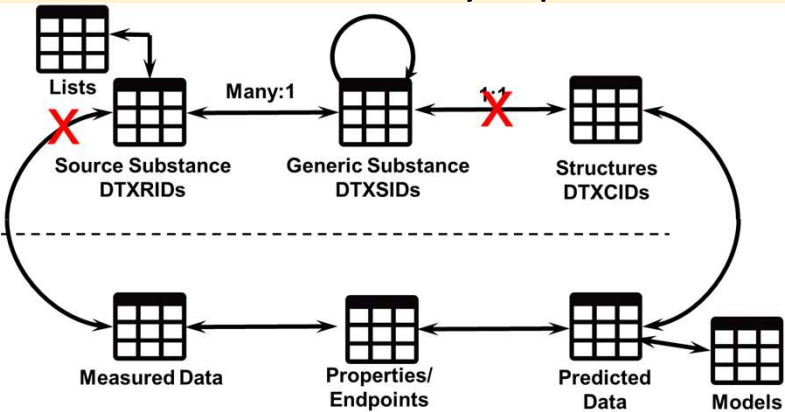 Lists
Many:1
1:1
Source Substance
DTXRIDs
Generic Substance
DTXSIDs
Structures
DTXCIDs
Measured Data
Properties/
Endpoints
Predicted
Data
Models